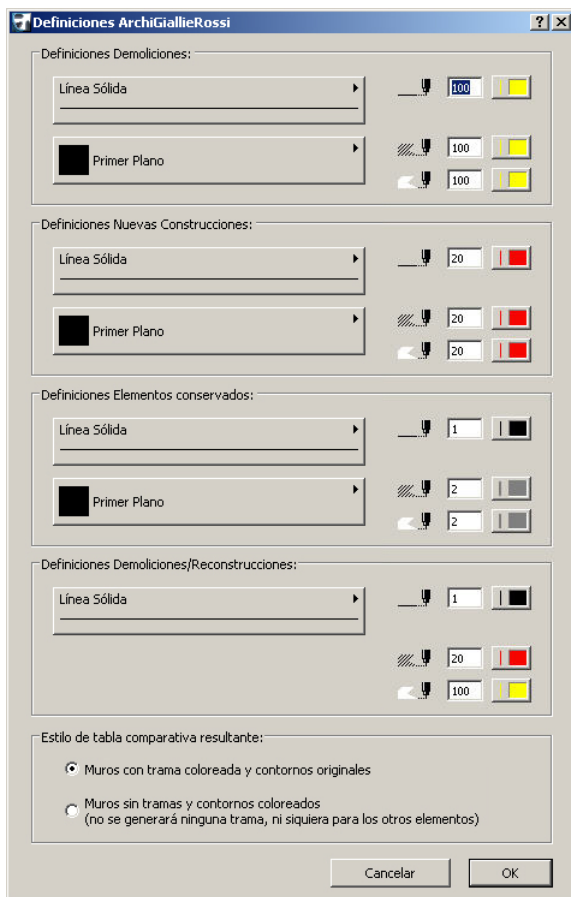 Definiciones ArchiGiallieRossi
Definiciones Demoliciones:
Línea Sólida
100
Primer Plano
100
100
Definiciones Nuevas Construcciones:
Línea Sólida
20
Primer Plano
20
20
Definiciones Elementos conservados:
Línea Sólida
1
Primer Plano
2
2
Definiciones Demoliciones/Reconstrucciones:
Línea Sólida
1
20
100
Estilo de tabla comparativa resultante:
Muros con trama coloreada y contornos originales
Muros sin tramas y contornos coloreados
(no se generará ninguna trama, ni siquiera para los otros elementos)
Cancelar
OK